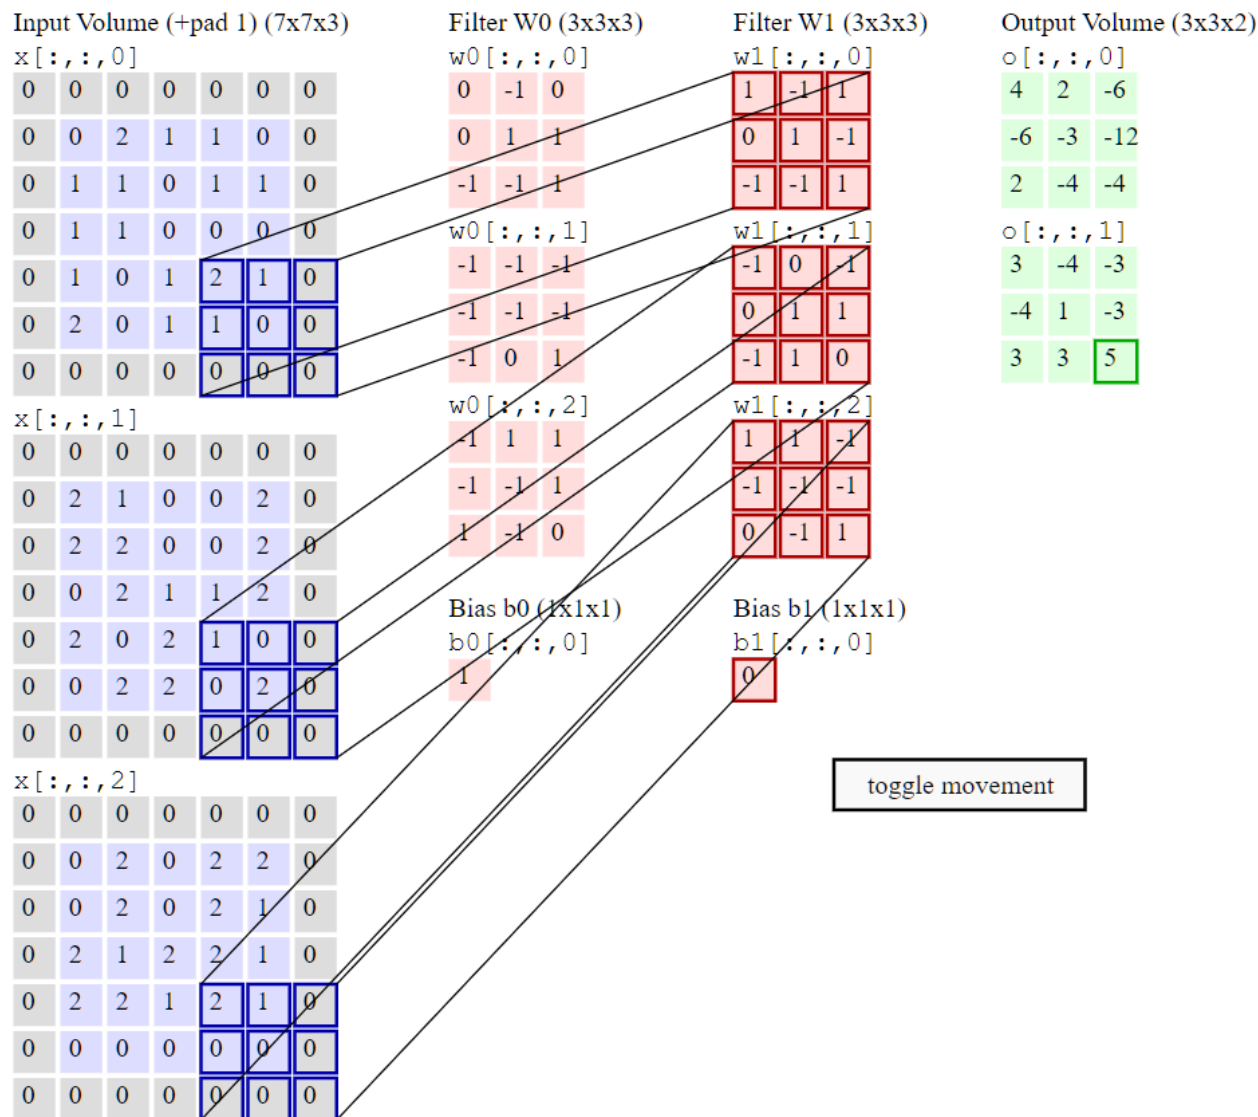 Input Volume (+pad 1) (7x7x3)
x[:,:,0]
0 0 0 0 0 0 0
0 0 2 1 1 0 0
0 1 1 0 1 1 0
0 1 1 0 0 0 0
0 1 0 1 2 1 0
0 2 0 1 1 0 0
0 0 0 0 0 0 0
x[:,:,1]
0 0 0 0 0 0 0
0 2 1 0 0 2 0
0 2 2 0 0 2 0
0 0 2 1 1 2 0
0 2 0 2 1 0 0
0 0 2 2 0 2 0
0 0 0 0 0 0 0
x[:,:,2]
0 0 0 0 0 0 0
0 0 2 0 2 2 0
0 0 2 0 2 1 0
0 2 1 2 2 1 0
0 2 2 1 2 1 0
0 0 0 0 0 0 0
0 0 0 0 0 0 0
Filter W0 (3x3x3)
w0[:,:,0]
0 -1 0
0 1 1
-1 -1 1
w0[:,:,1]
-1 -1 -1
-1 -1 -1
-1 0 1
w0[:,:,2]
-1 1 1
-1 -1 1
1 -1 0
Bias b0 (1x1x1)
b0[:,:,0]
1
Filter W1 (3x3x3)
w1[:,:,0]
1 -1 1
0 1 -1
-1 -1 1
w1[:,:,1]
-1 0 -1
0 1 1
-1 1 0
w1[:,:,2]
1 1 -1
-1 -1 -1
0 -1 1
Bias b1 (1x1x1)
b1[:,:,0]
0
Output Volume (3x3x2)
o[:,:,0]
4 2 -6
-6 -3 -12
2 -4 -4
o[:,:,1]
3 -4 -3
-4 1 -3
3 3 5
toggle movement